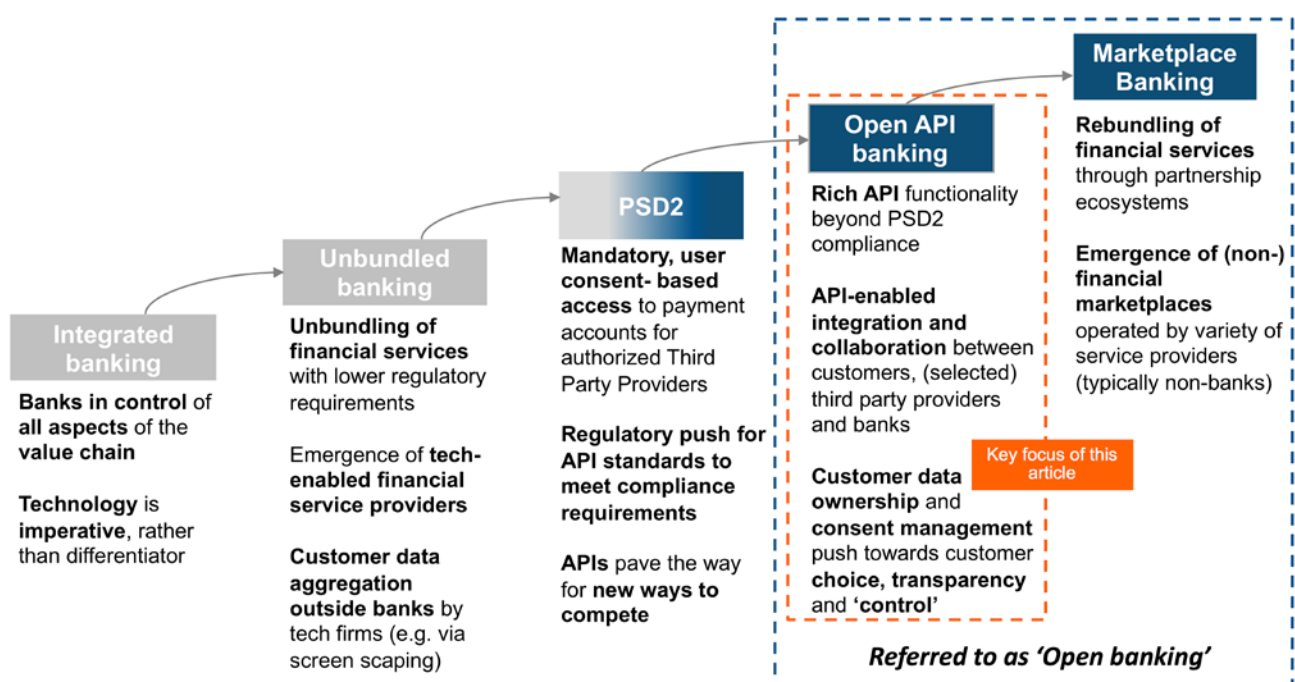 Integrated
banking
Banks in control of
all aspects of the
value chain
Technology is
imperative, rather
than differentiator
Unbundled
banking
Unbundling of
financial services
with lower regulatory
requirements
Emergence of tech-
enabled financial
service providers
Customer data
aggregation
outside banks by
tech firms (e.g. via
screen scaping)
PSD2
Mandatory, user
consent- based
access to payment
accounts for
authorized Third
Party Providers
Regulatory push for
API standards to
meet compliance
requirements
APIs pave the way
for new ways to
compete
Open API
banking
Rich API functionality
beyond PSD2
compliance
API-enabled
integration and
collaboration between
customers, (selected)
third party providers
and banks
Key focus of this
article
Customer data
ownership and
consent management
push towards customer
choice, transparency
and ‘control’
Marketplace
Banking
Rebundling of
financial services
through partnership
ecosystems
Emergence of (non-)
financial
marketplaces
operated by variety of
service providers
(typically non-banks)
Referred to as ‘Open banking’